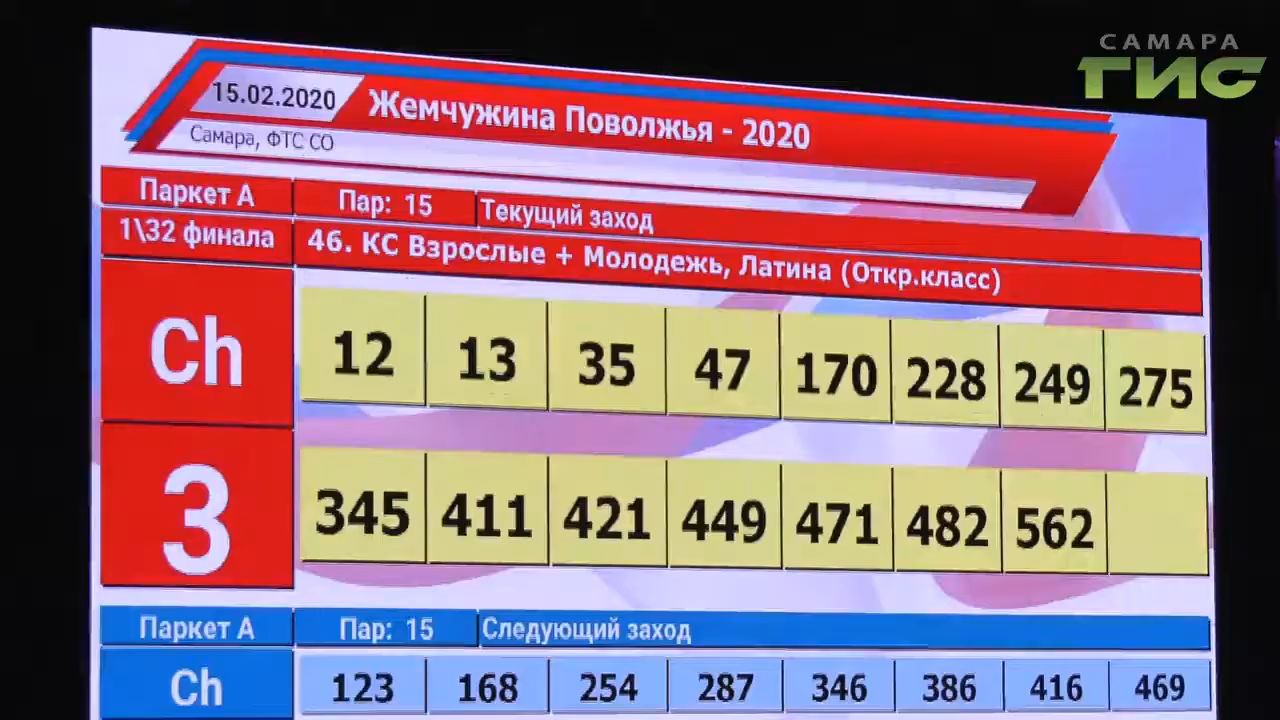 САМАРА
ГИС
15.02.2020
Жемчужина Поволжья - 2020
Самара, ФТС СО
Паркет А
Пар: 15
Текущий заход
1\32 финала
46. КС Взрослые + Молодежь, Латина (Откр.класс)
Ch
12 13 35 47 170 228 249 275
3
345 411 421 449 471 482 562
Паркет А
Пар: 15
Следующий заход
Ch
123 168 254 287 346 386 416 469